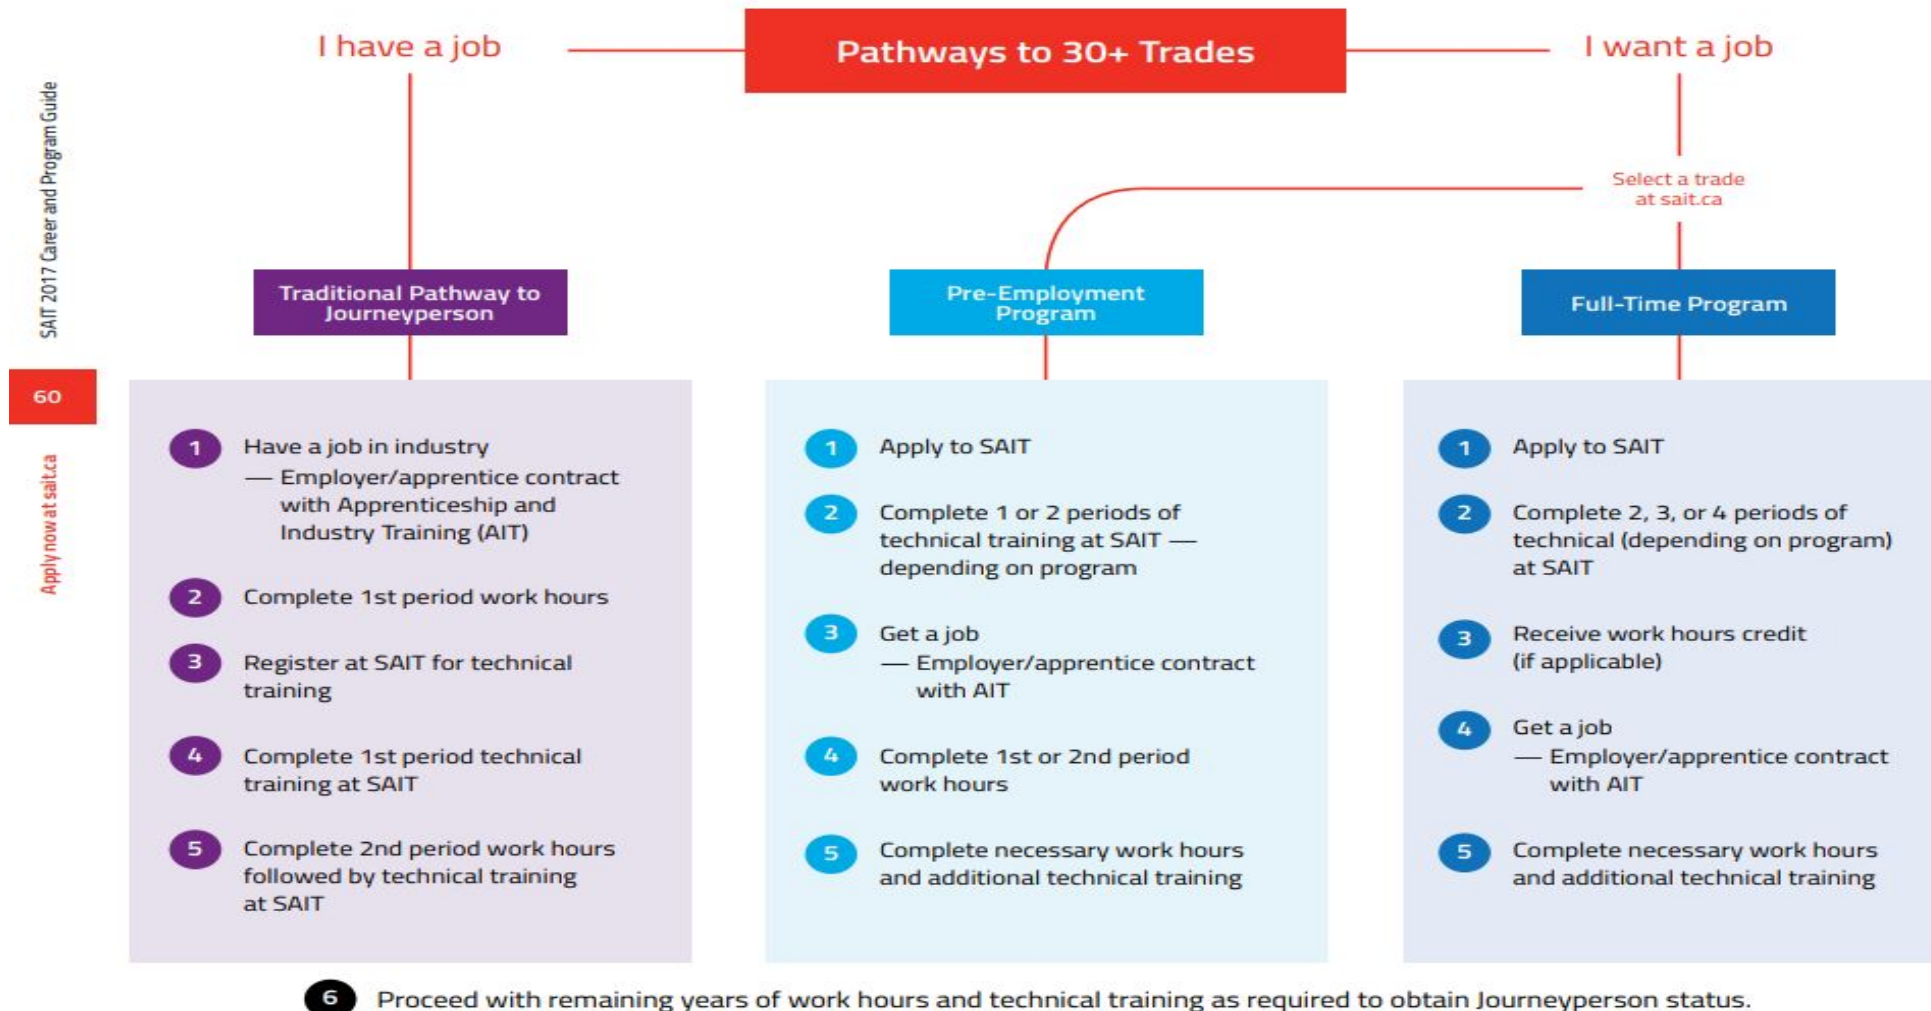 I have a job
Pathways to 30+ Trades
I want a job
Select a trade
at sait.ca
SAIT 2017 Career and Program Guide
60
Apply now at sait.ca
Traditional Pathway to
Journeyperson
1
Have a job in industry
— Employer/apprentice contract
with Apprenticeship and
Industry Training (AIT)
2
Complete 1st period work hours
3
Register at SAIT for technical
training
4
Complete 1st period technical
training at SAIT
5
Complete 2nd period work hours
followed by technical training
at SAIT
Pre-Employment
Program
1
Apply to SAIT
2
Complete 1 or 2 periods of
technical training at SAIT —
depending on program
3
Get a job
— Employer/apprentice contract
with AIT
4
Complete 1st or 2nd period
work hours
5
Complete necessary work hours
and additional technical training
Full-Time Program
1
Apply to SAIT
2
Complete 2, 3, or 4 periods of
technical (depending on program)
at SAIT
3
Receive work hours credit
(if applicable)
4
Get a job
— Employer/apprentice contract
with AIT
5
Complete necessary work hours
and additional technical training
6
Proceed with remaining years of work hours and technical training as required to obtain Journeyperson status.